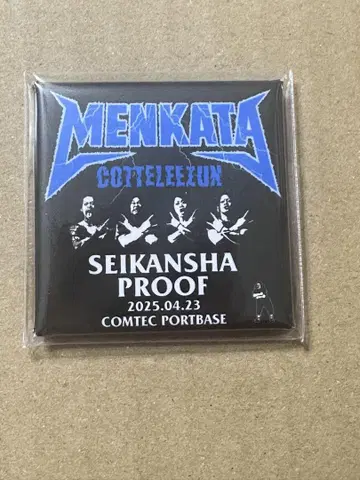 MENKATA
COTTELEEZUN
SEIKANSHA
PROOF
2025.04.23
COMTEC PORTBASE